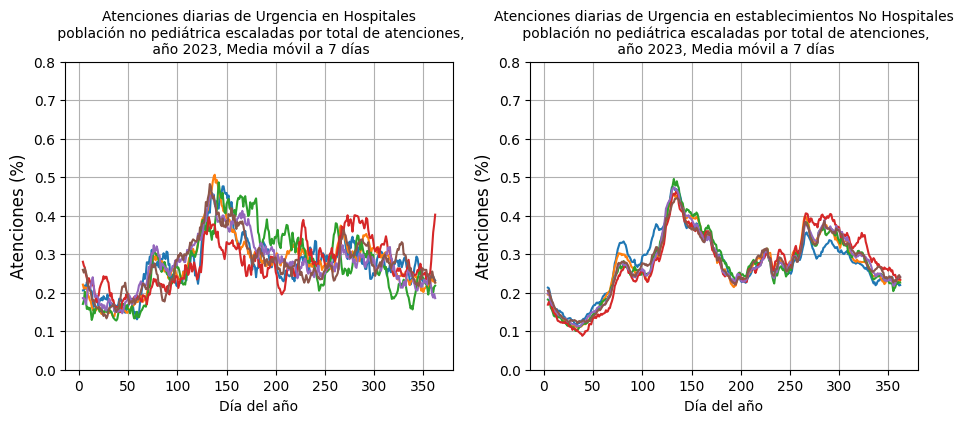 Atenciones diarias de Urgencia en Hospitales
población no pediátrica escaladas por total de atenciones,
año 2023, Media móvil a 7 días
0.8
0.7
0.6
0.5
0.4
0.3
0.2
0.1
0.0
Atenciones (%)
0 50 100 150 200 250 300 350
Día del año
Atenciones diarias de Urgencia en establecimientos No Hospitales
población no pediátrica escaladas por total de atenciones,
año 2023, Media móvil a 7 días
0.8
0.7
0.6
0.5
0.4
0.3
0.2
0.1
0.0
Atenciones (%)
0 50 100 150 200 250 300 350
Día del año